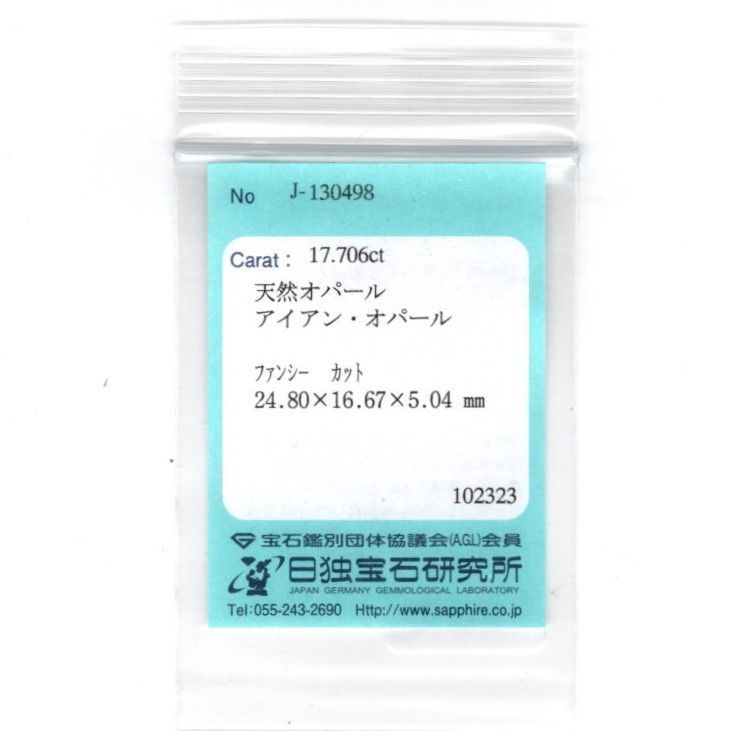 No J-130498
Carat : 17.706ct
天然オパール
アイアン・オパール
ﾌｧﾝｼｰ ｶｯﾄ
24.80×16.67×5.04 mm
102323
宝石鑑別団体協議会(A.G.L)会員
日独宝石研究所
JAPAN GERMANY GEMMOLOGICAL LABORATORY
Tel:055-243-2690 Http://www.sapphire.co.jp